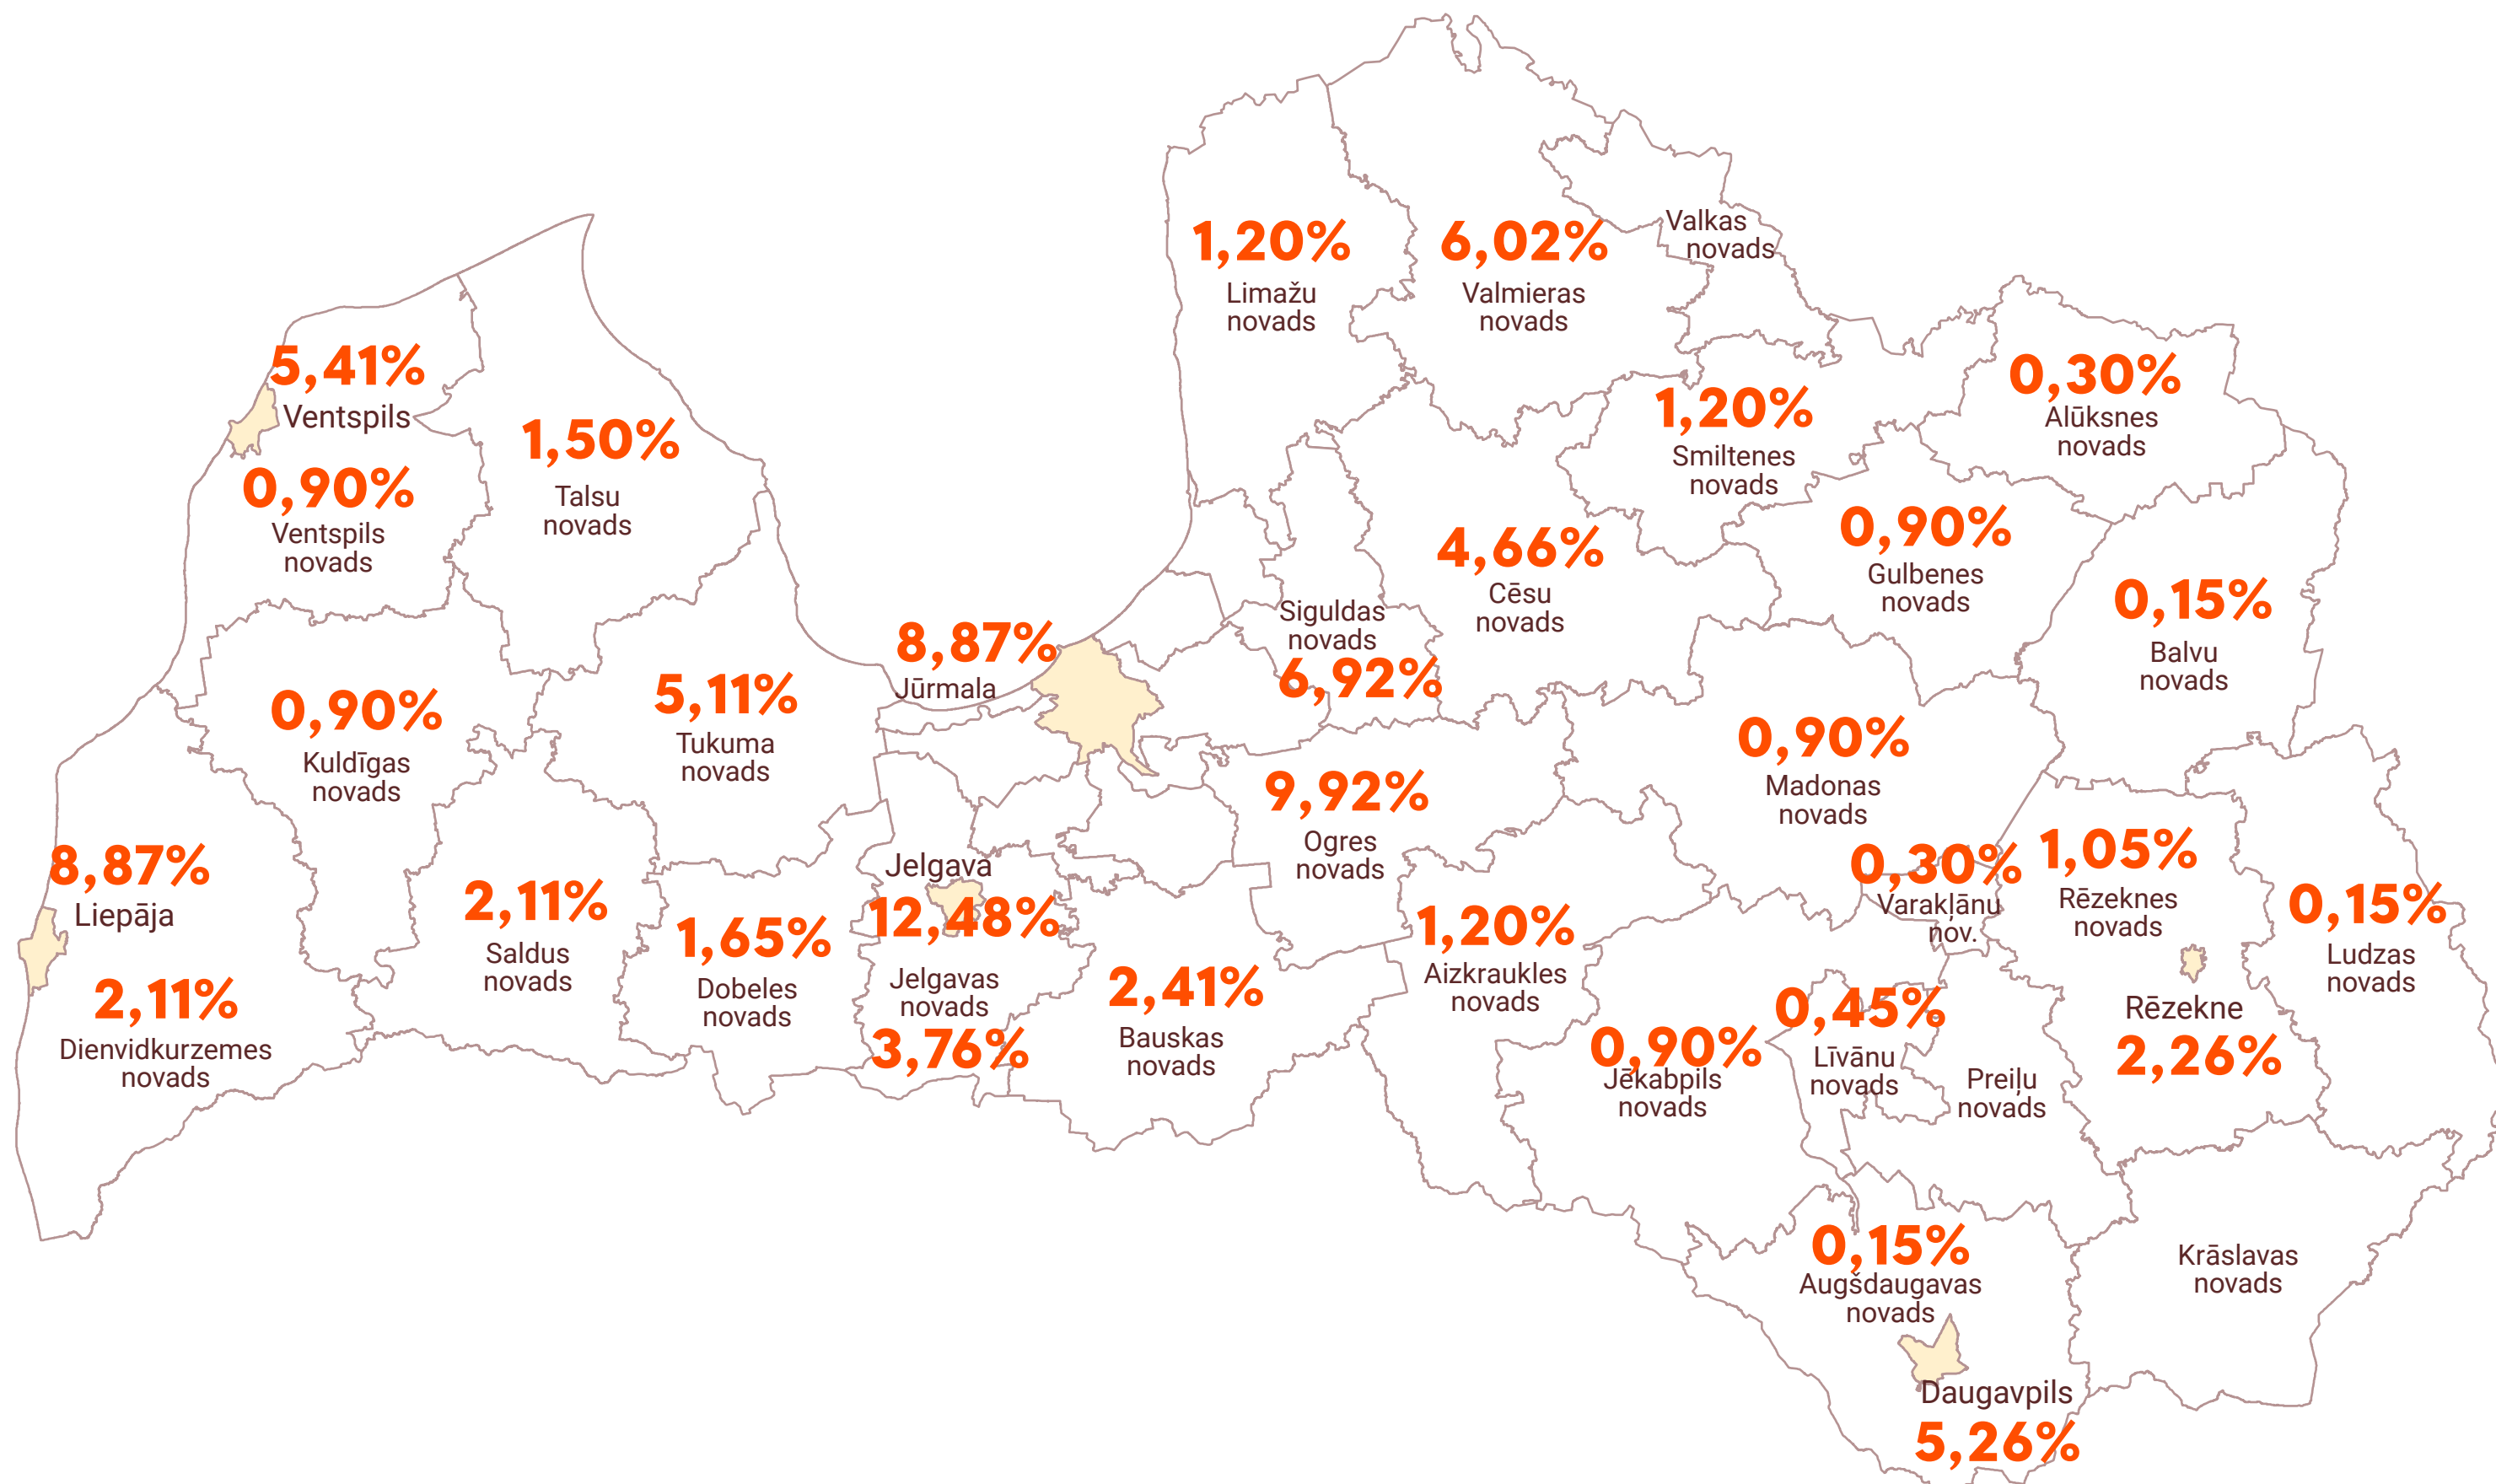 Valkas
novads
1,20%
Limažu
novads
6,02%
Valmieras
novads
5,41%
Ventspils
0,30%
Alūksnes
novads
1,20%
Smiltenes
novads
1,50%
Talsu
novads
0,90%
Ventspils
novads
4,66%
Cēsu
novads
0,90%
Gulbenes
novads
0,15%
Balvu
novads
Siguldas
novads
6,92%
8,87%
Jūrmala
5,11%
Tukuma
novads
0,90%
Kuldīgas
novads
0,90%
Madonas
novads
9,92%
Ogres
novads
8,87%
Liepāja
2,11%
Saldus
novads
1,65%
Dobeles
novads
Jelgava
12,48%
Jelgavas
novads
3,76%
2,41%
Bauskas
novads
1,20%
Aizkraukles
novads
0,30%
Varakļānu
nov.
1,05%
Rēzeknes
novads
0,15%
Ludzas
novads
2,11%
Dienvidkurzemes
novads
0,90%
Jēkabpils
novads
0,45%
Līvānu
novads
Preiļu
novads
Rēzekne
2,26%
0,15%
Augšdaugavas
novads
Krāslavas
novads
Daugavpils
5,26%